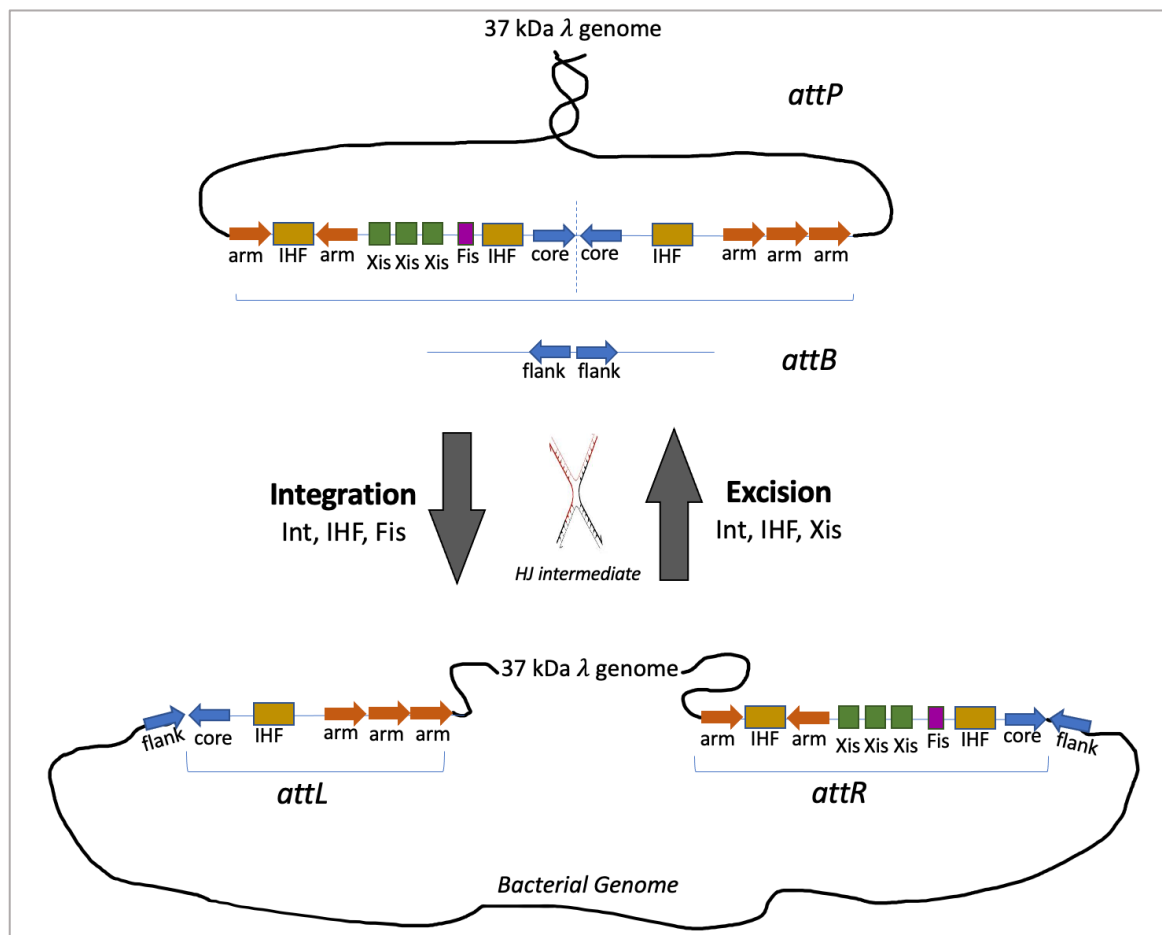 37 kDa λ genome
attP
arm IHF arm Xis Xis Xis Fis IHF core core IHF arm arm arm
attB
flank flank
Integration
Int, IHF, Fis
HJ intermediate
Excision
Int, IHF, Xis
37 kDa λ genome
flank core IHF arm arm arm
arm IHF arm Xis Xis Xis Fis IHF core flank
attL
attR
Bacterial Genome